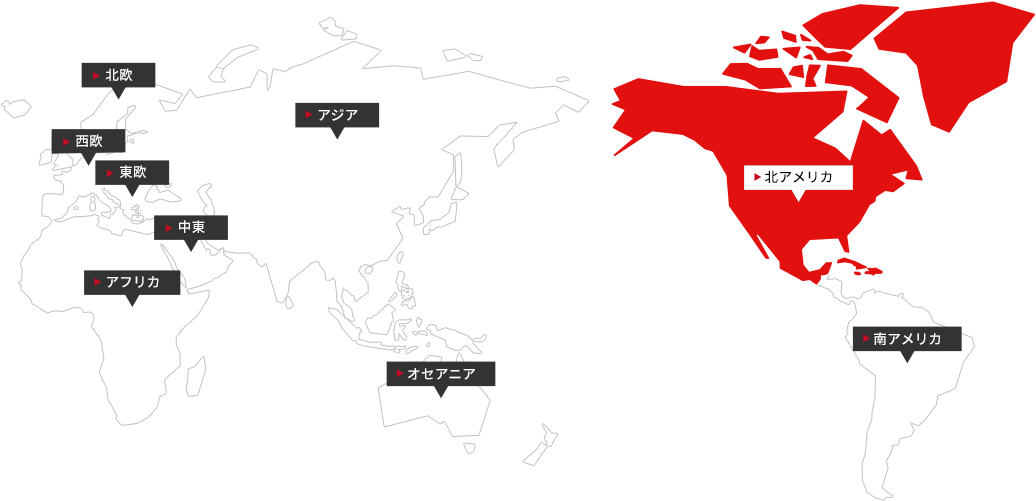 北欧
アジア
西欧
東欧
北アメリカ
中東
アフリカ
南アメリカ
オセアニア